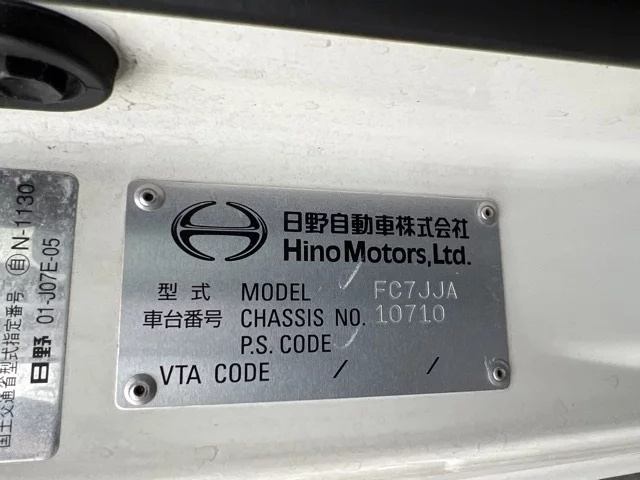 日野自動車株式会社
Hino Motors, Ltd.
型式 MODEL FC7JJA
車台番号 CHASSIS NO. 10710
P.S. CODE
VTA CODE / /
国土交通省型式指定番号 自 N-1130
日野 01-J07E-05